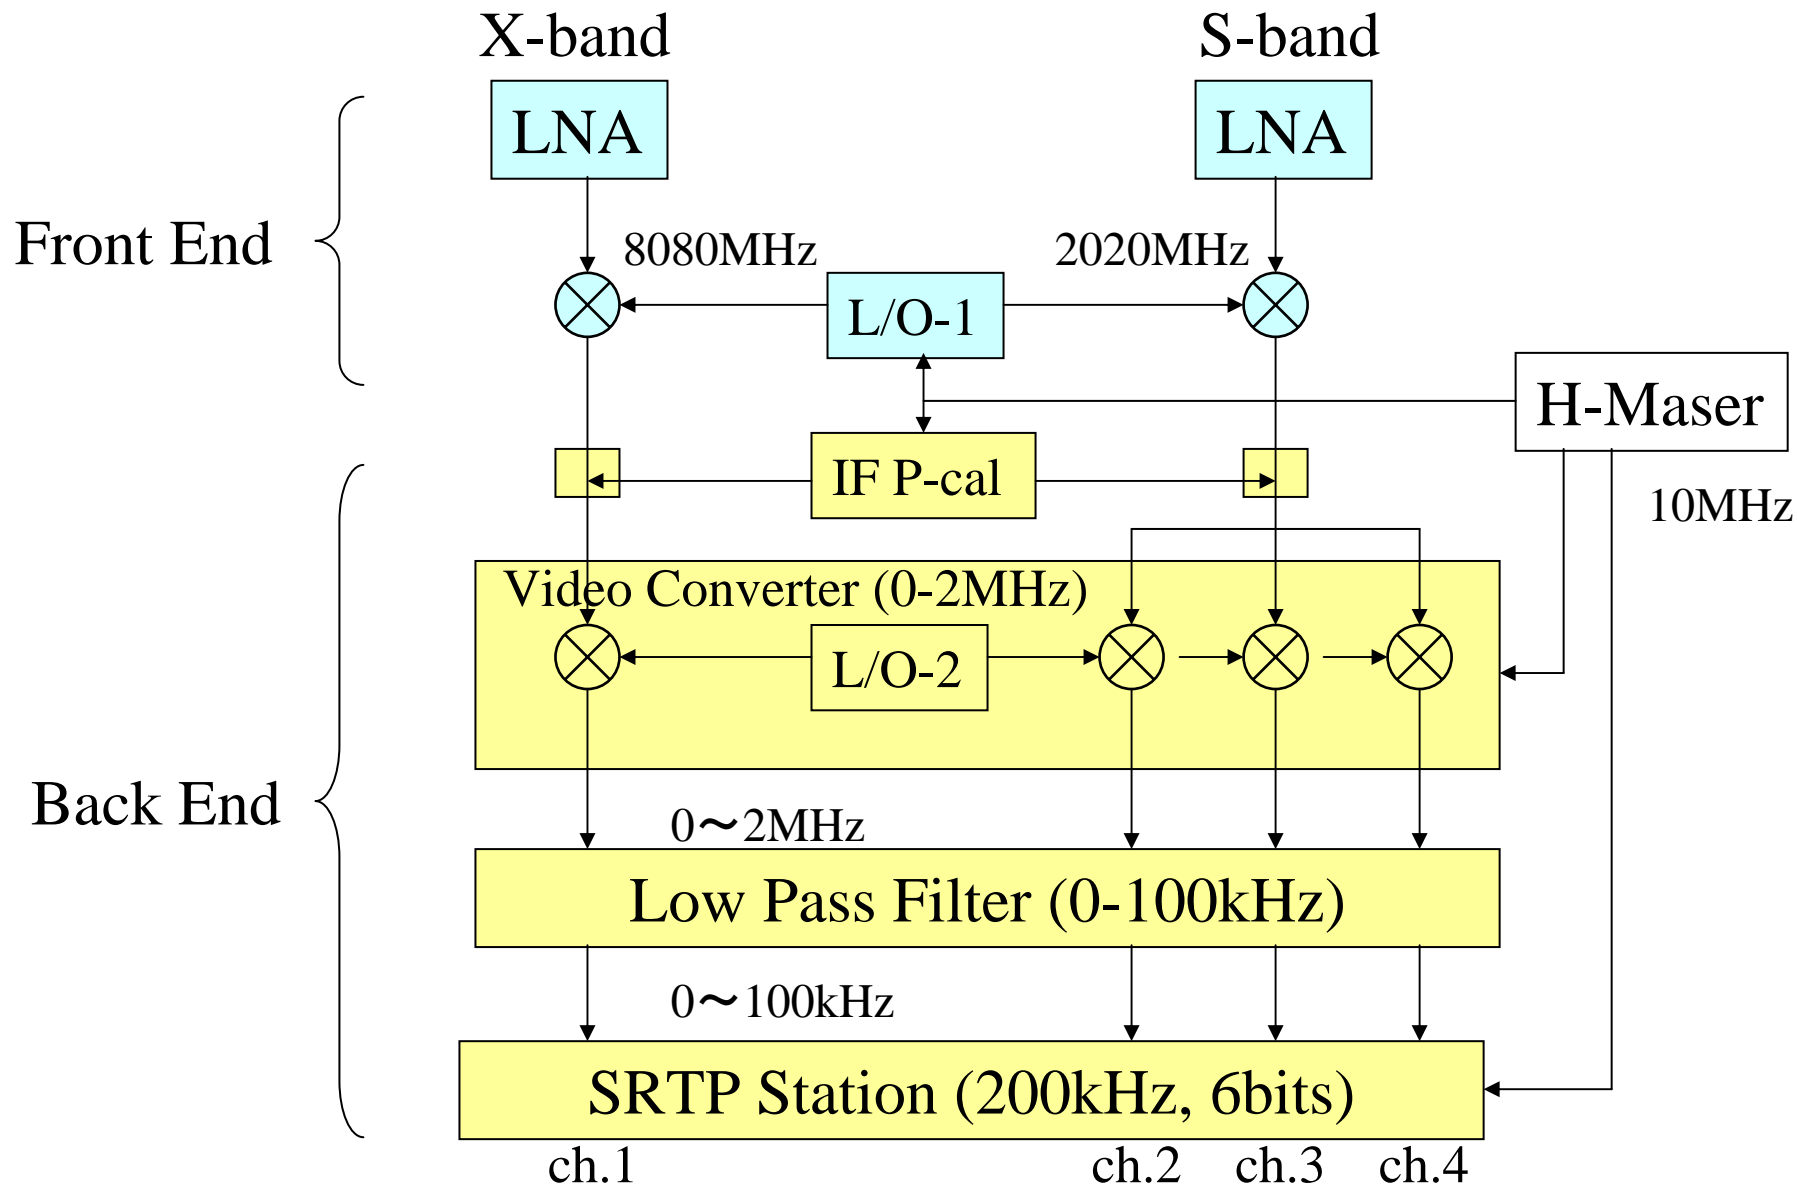 X-band
S-band
LNA
LNA
Front End
8080MHz
2020MHz
L/O-1
H-Maser
IF P-cal
10MHz
Video Converter (0-2MHz)
L/O-2
Back End
0～2MHz
Low Pass Filter (0-100kHz)
0～100kHz
SRTP Station (200kHz, 6bits)
ch.1
ch.2
ch.3
ch.4